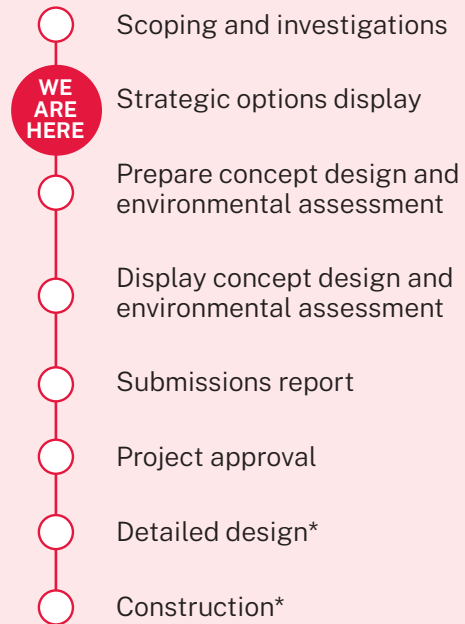 Scoping and investigations
WE
ARE
HERE
Strategic options display
Prepare concept design and
environmental assessment
Display concept design and
environmental assessment
Submissions report
Project approval
Detailed design*
Construction*